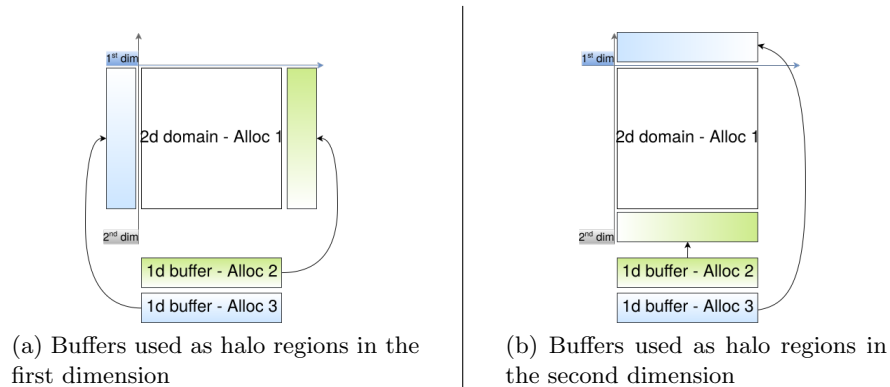 1st dim
2d domain - Alloc 1
2nd dim
1d buffer - Alloc 2
1d buffer - Alloc 3
(a) Buffers used as halo regions in the
first dimension
1st dim
2d domain - Alloc 1
2nd dim
1d buffer - Alloc 2
1d buffer - Alloc 3
(b) Buffers used as halo regions in
the second dimension